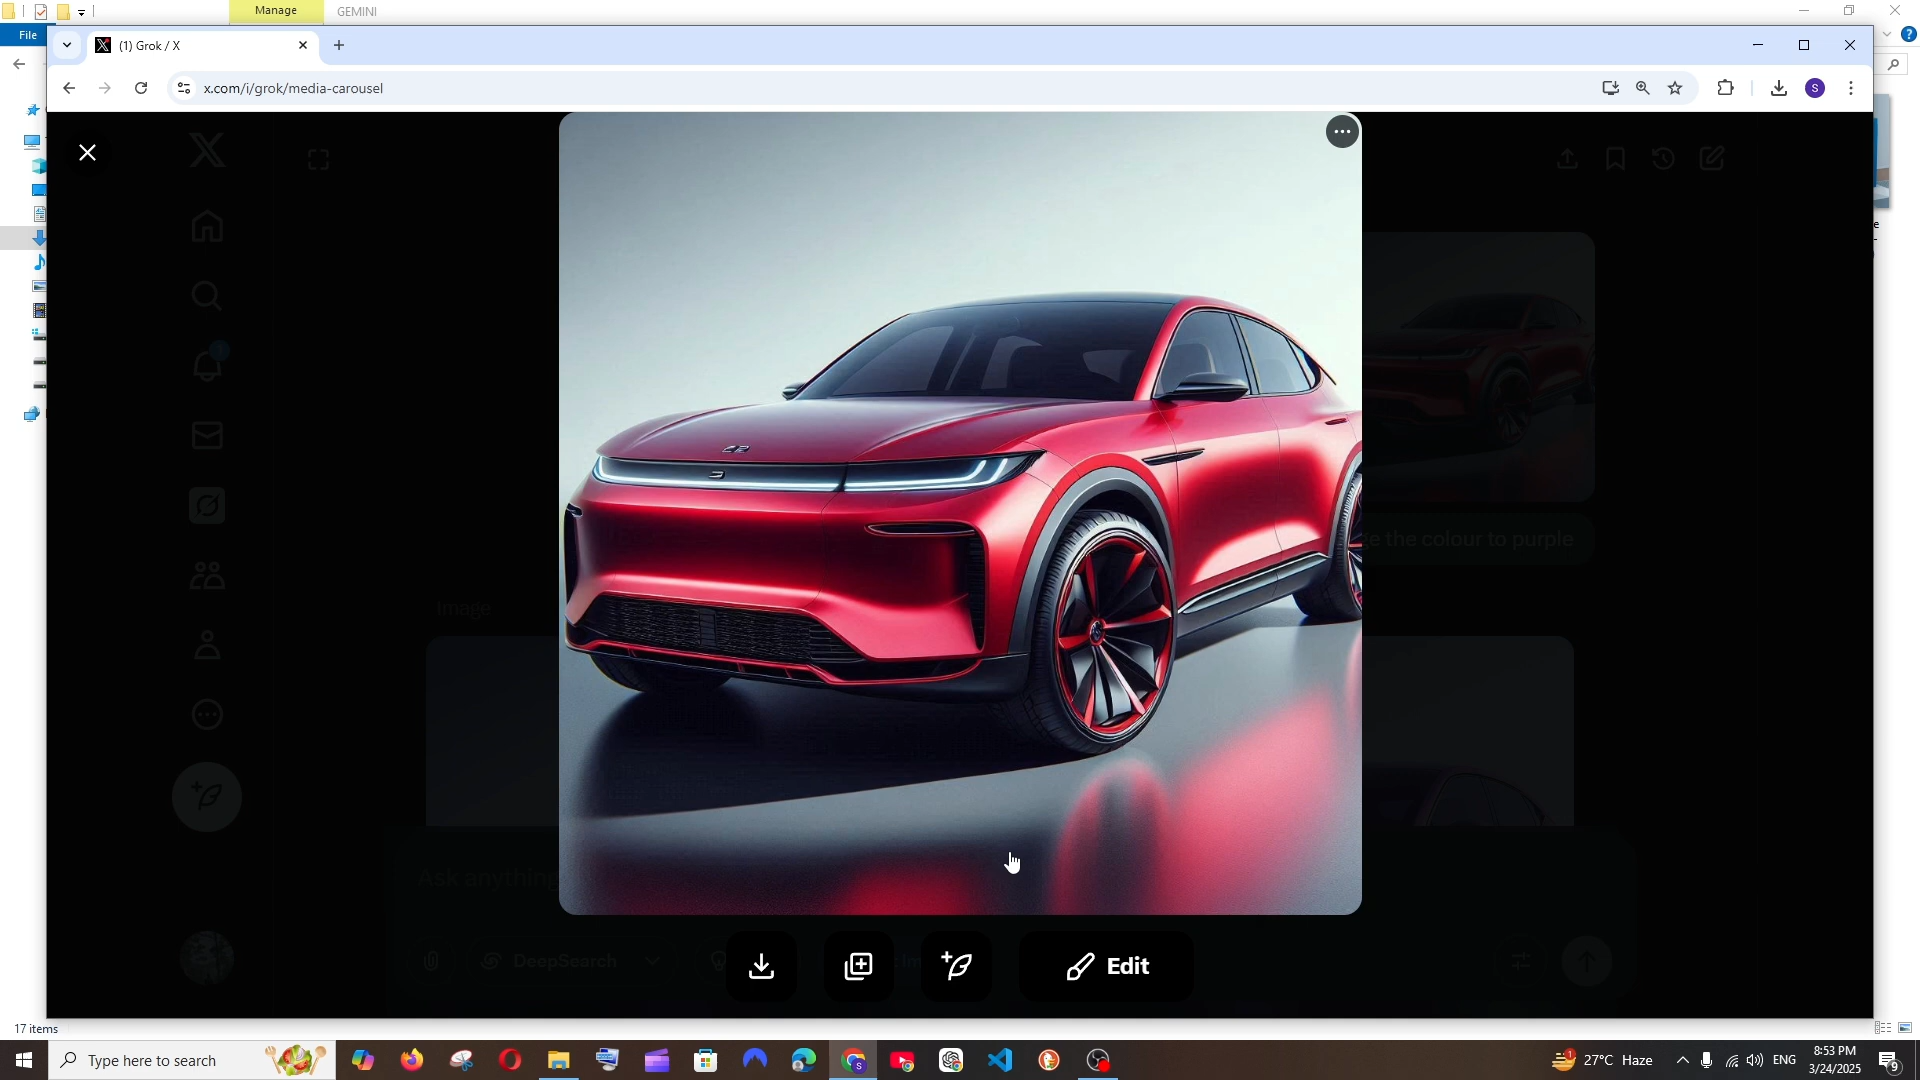 Manage
GEMINI
File
(1) Grok / X
x.com/i/grok/media-carousel
S
the colour to purple
Image
Ask anything
DeepSearch
Edit
17 items
Type here to search
27°C Haze
ENG
8:53 PM
3/24/2025
9